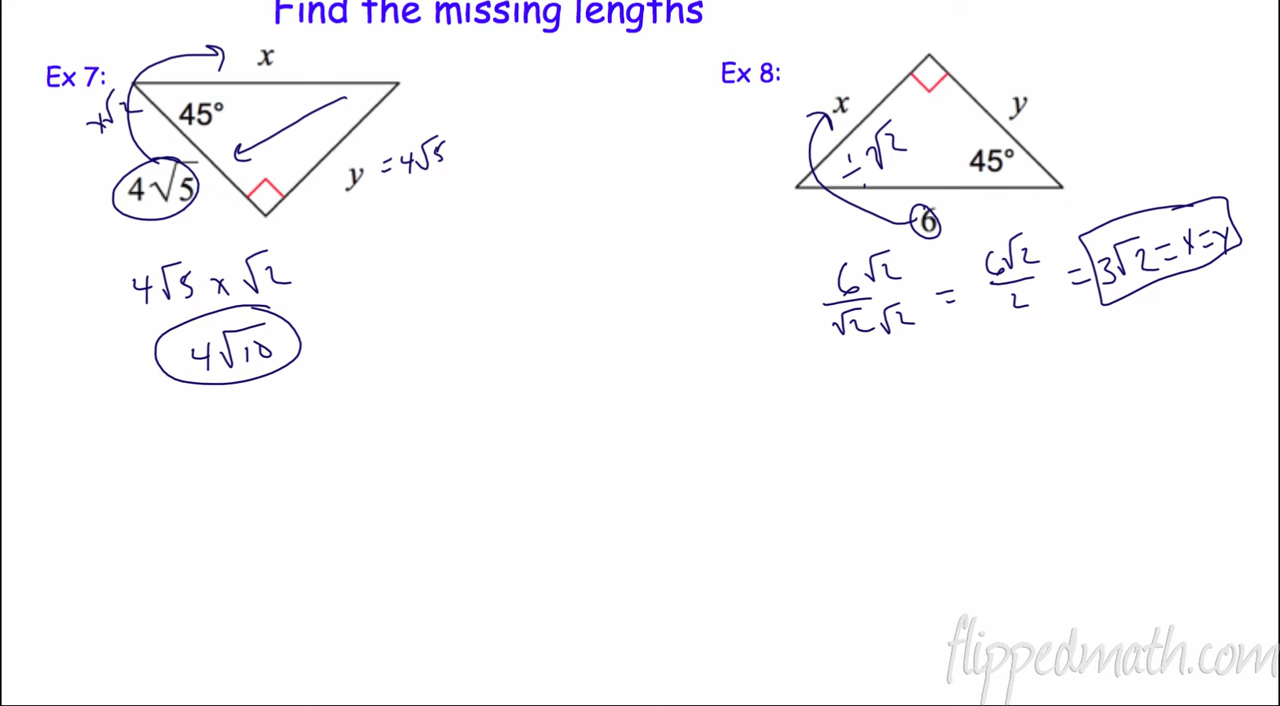 Find the missing lengths
Ex 7:
x
x√2
45°
4√5
y = 4√5
4√5 x √2
4√10
Ex 8:
x
y
÷√2
45°
6
6√2 / √2 √2 = 6√2 / 2 = 3√2 = x = y
flippedmath.com